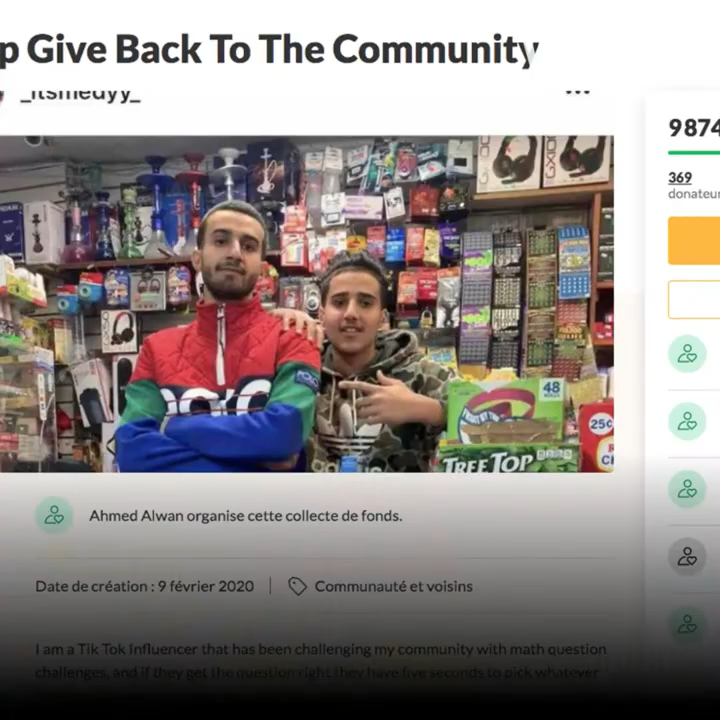 p Give Back To The Community
_itsmedyy_
9874
369
donateur
48
TREE TOP
25¢
Ahmed Alwan organise cette collecte de fonds.
Date de création : 9 février 2020 | Communauté et voisins
I am a Tik Tok Influencer that has been challenging my community with math question
challenges, and if they get the question right they have five seconds to pick whatever